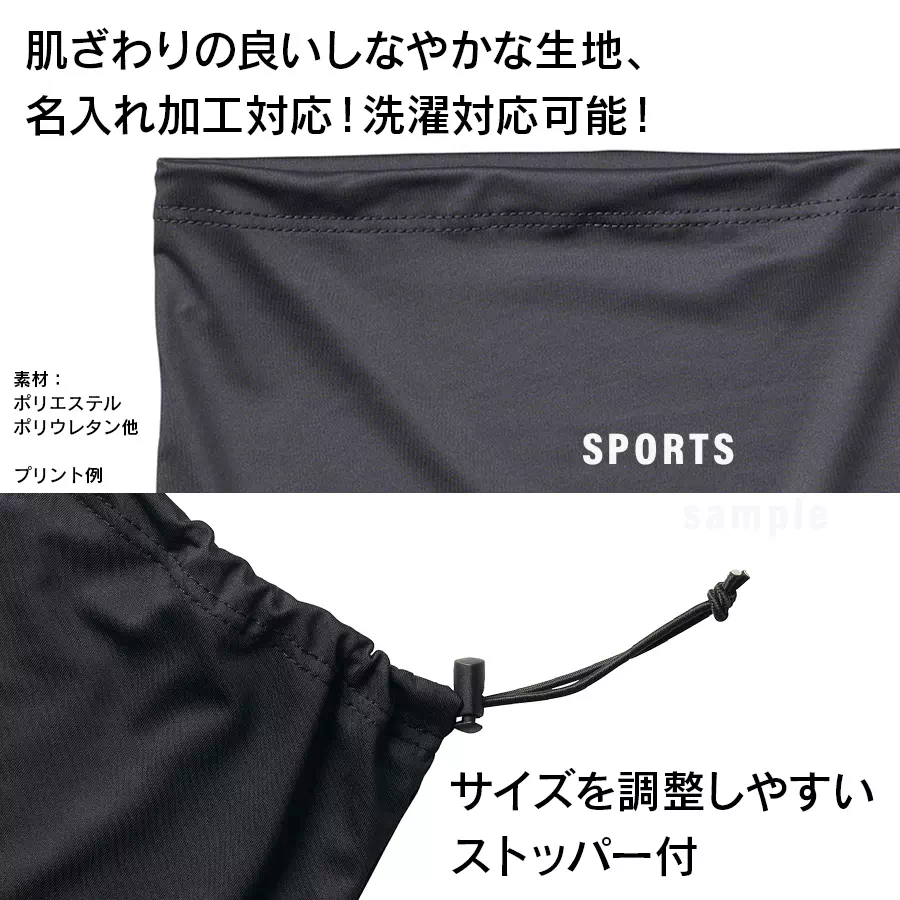 肌ざわりの良いしなやかな生地、
名入れ加工対応！洗濯対応可能！
素材：
ポリエステル
ポリウレタン他
プリント例
SPORTS
sample
サイズを調整しやすい
ストッパー付